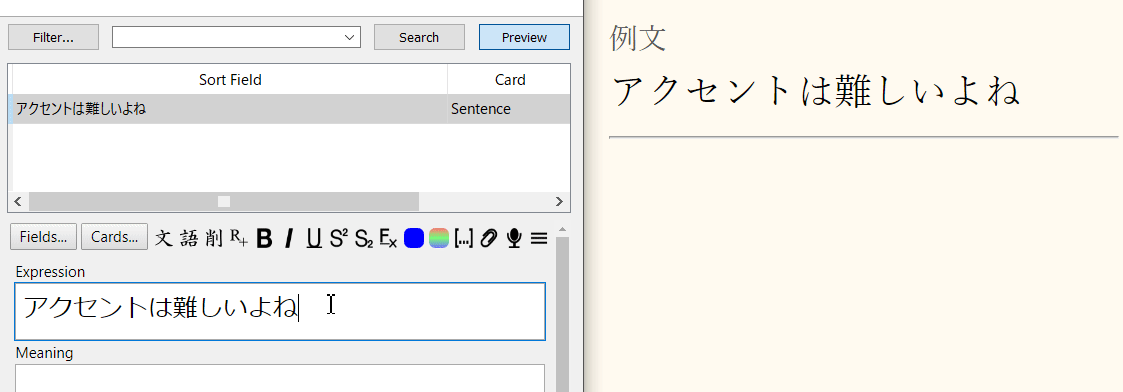 Filter...
Search
Preview
Sort Field
Card
アクセントは難しいよね
Sentence
Fields...
Cards...
文 語 削 R+ B I U S² S₂ Ex [...]
Expression
アクセントは難しいよね
Meaning
例文
アクセントは難しいよね